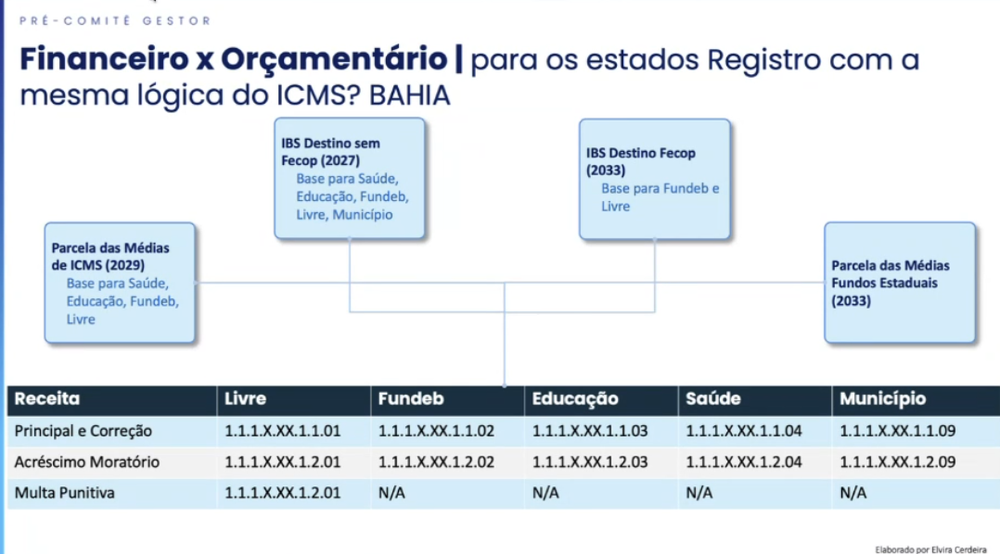 PRÉ-COMITÊ GESTOR
Financeiro x Orçamentário | para os estados Registro com a
mesma lógica do ICMS? BAHIA
IBS Destino sem
Fecop (2027)
Base para Saúde,
Educação, Fundeb,
Livre, Município
IBS Destino Fecop
(2033)
Base para Fundeb e
Livre
Parcela das Médias
de ICMS (2029)
Base para Saúde,
Educação, Fundeb,
Livre
Parcela das Médias
Fundos Estaduais
(2033)
Receita Livre Fundeb Educação Saúde Município
Principal e Correção 1.1.1.X.XX.1.1.01 1.1.1.X.XX.1.1.02 1.1.1.X.XX.1.1.03 1.1.1.X.XX.1.1.04 1.1.1.X.XX.1.1.09
Acréscimo Moratório 1.1.1.X.XX.1.2.01 1.1.1.X.XX.1.2.02 1.1.1.X.XX.1.2.03 1.1.1.X.XX.1.2.04 1.1.1.X.XX.1.2.09
Multa Punitiva 1.1.1.X.XX.1.2.01 N/A N/A N/A N/A
Elaborado por Elvira Cerdeira